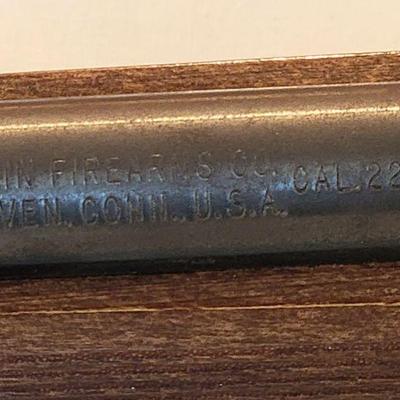 IN FIREARMS CO.
VEN. CONN. U.S.A. CAL. 22